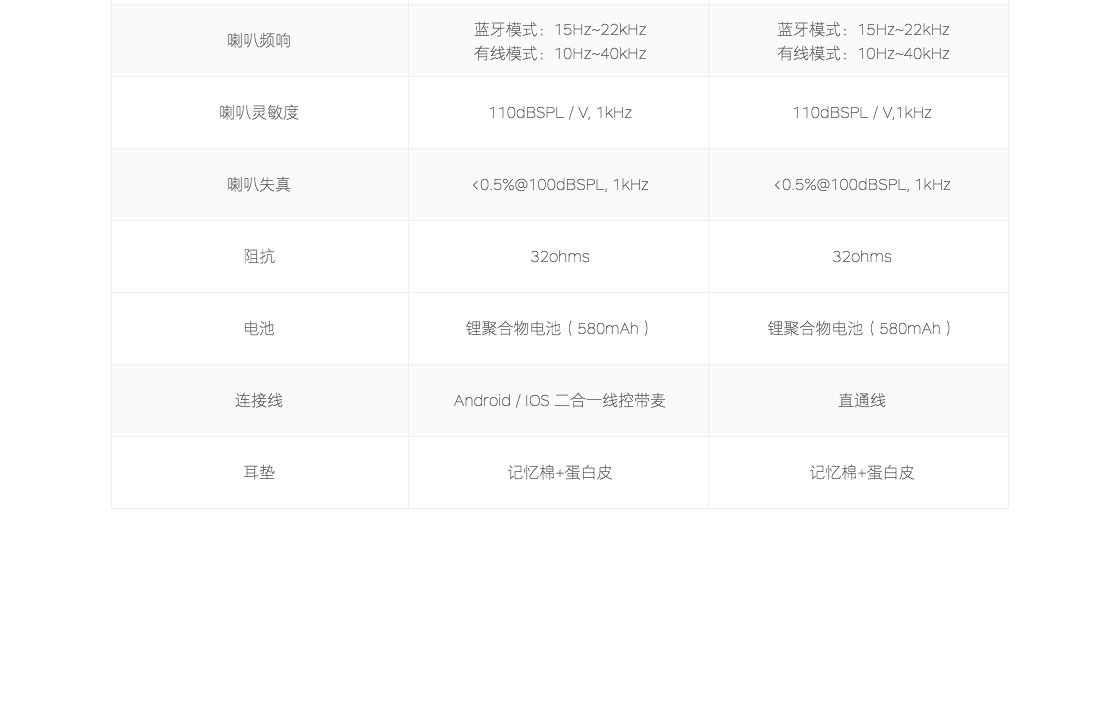 喇叭频响
蓝牙模式：15Hz~22kHz
有线模式：10Hz~40kHz
蓝牙模式：15Hz~22kHz
有线模式：10Hz~40kHz
喇叭灵敏度
110dBSPL / V, 1kHz
110dBSPL / V,1kHz
喇叭失真
<0.5%@100dBSPL, 1kHz
<0.5%@100dBSPL, 1kHz
阻抗
32ohms
32ohms
电池
锂聚合物电池（580mAh）
锂聚合物电池（580mAh）
连接线
Android / IOS 二合一线控带麦
直通线
耳垫
记忆棉+蛋白皮
记忆棉+蛋白皮